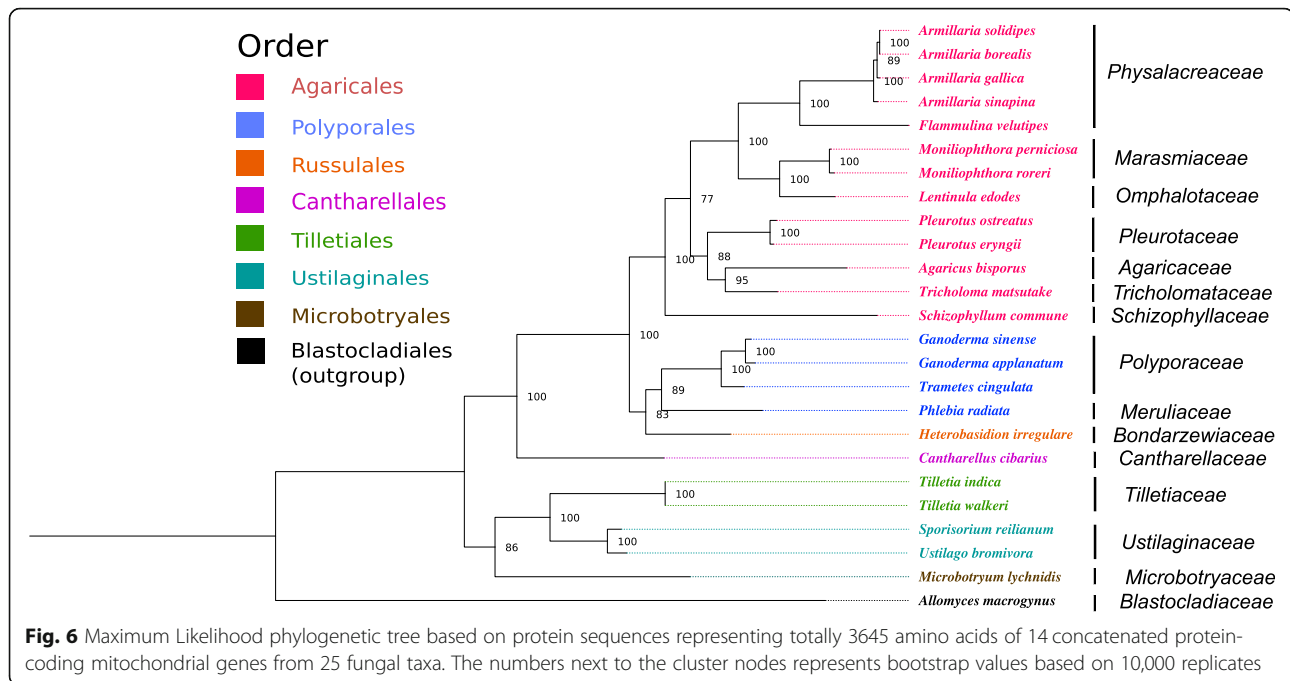 Order
Agaricales
Polyporales
Russulales
Cantharellales
Tilletiales
Ustilaginales
Microbotryales
Blastocladiales
(outgroup)
Armillaria solidipes
100
Armillaria borealis
89
Armillaria gallica
100
Armillaria sinapina
100
Flammulina velutipes
Physalacreaceae
100
Moniliophthora perniciosa
100
Moniliophthora roreri
Marasmiaceae
100
Lentinula edodes
Omphalotaceae
77
Pleurotus ostreatus
100
Pleurotus eryngii
Pleurotaceae
100
88
Agaricus bisporus
Agaricaceae
95
Tricholoma matsutake
Tricholomataceae
Schizophyllum commune
Schizophyllaceae
100
Ganoderma sinense
100
Ganoderma applanatum
100
Trametes cingulata
Polyporaceae
89
Phlebia radiata
Meruliaceae
83
Heterobasidion irregulare
Bondarzewiaceae
100
Cantharellus cibarius
Cantharellaceae
Tilletia indica
100
Tilletia walkeri
Tilletiaceae
100
Sporisorium reilianum
100
Ustilago bromivora
Ustilaginaceae
86
Microbotryum lychnidis
Microbotryaceae
Allomyces macrogynus
Blastocladiaceae
Fig. 6 Maximum Likelihood phylogenetic tree based on protein sequences representing totally 3645 amino acids of 14 concatenated protein-
coding mitochondrial genes from 25 fungal taxa. The numbers next to the cluster nodes represents bootstrap values based on 10,000 replicates